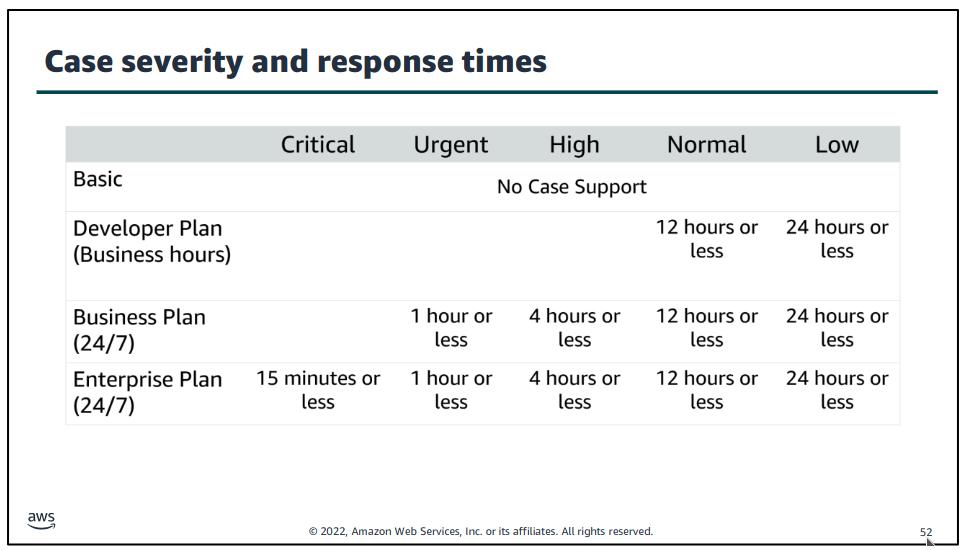 Case severity and response times
Critical Urgent High Normal Low
Basic
No Case Support
Developer Plan
(Business hours)
12 hours or
less
24 hours or
less
Business Plan
(24/7)
1 hour or
less
4 hours or
less
12 hours or
less
24 hours or
less
Enterprise Plan
(24/7)
15 minutes or
less
1 hour or
less
4 hours or
less
12 hours or
less
24 hours or
less
aws
© 2022, Amazon Web Services, Inc. or its affiliates. All rights reserved.
52